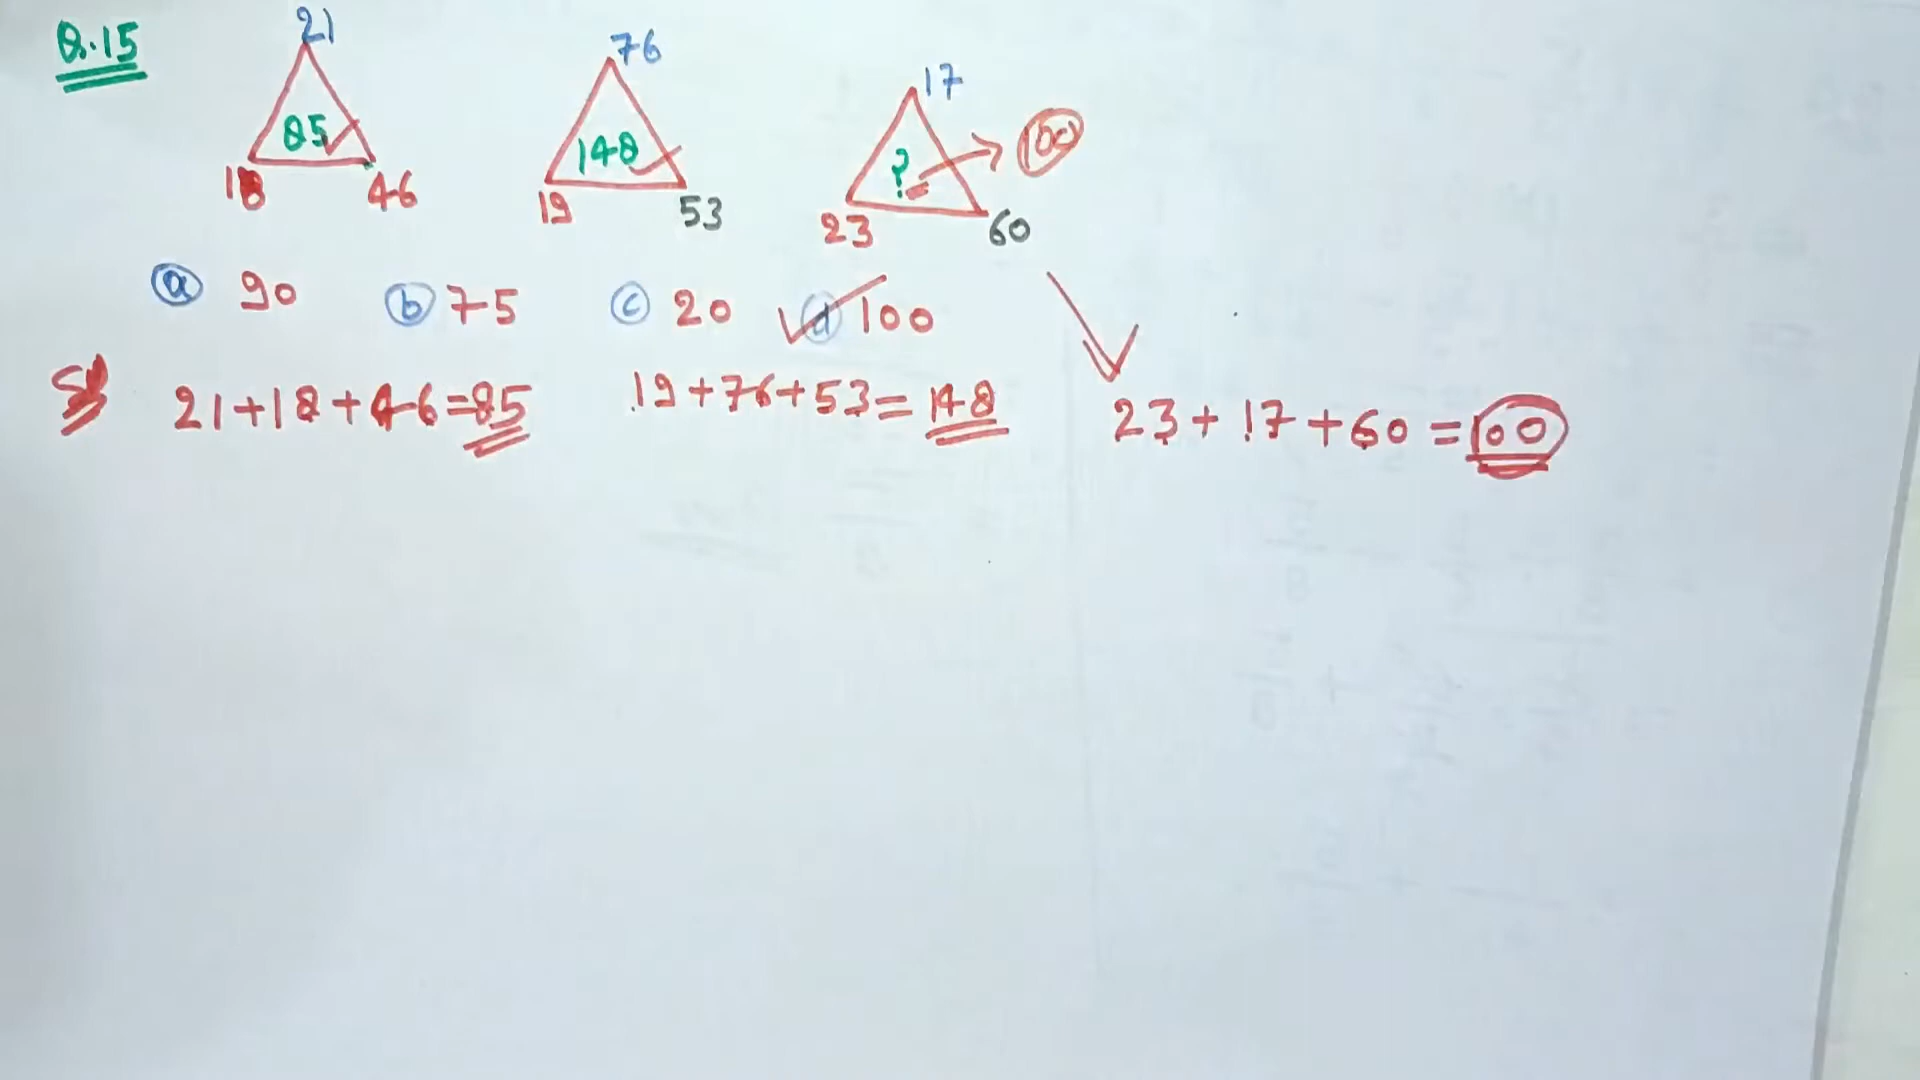 Q.15
21 76 17
85 148 ? 100
18 46 19 53 23 60
a 90 b 75 c 20 d 100
21+18+46=85 19+76+53=148 23+17+60=100